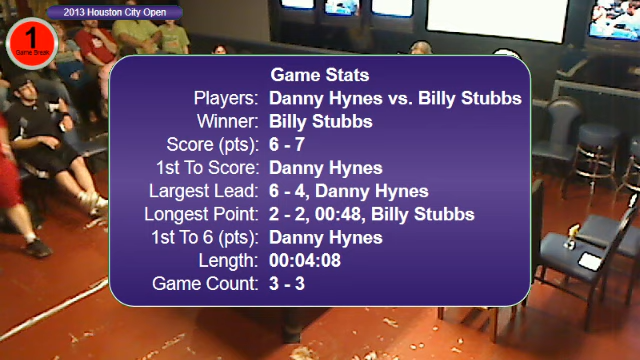 2013 Houston City Open
1
Game Break
Game Stats
Players: Danny Hynes vs. Billy Stubbs
Winner: Billy Stubbs
Score (pts): 6 - 7
1st To Score: Danny Hynes
Largest Lead: 6 - 4, Danny Hynes
Longest Point: 2 - 2, 00:48, Billy Stubbs
1st To 6 (pts): Danny Hynes
Length: 00:04:08
Game Count: 3 - 3